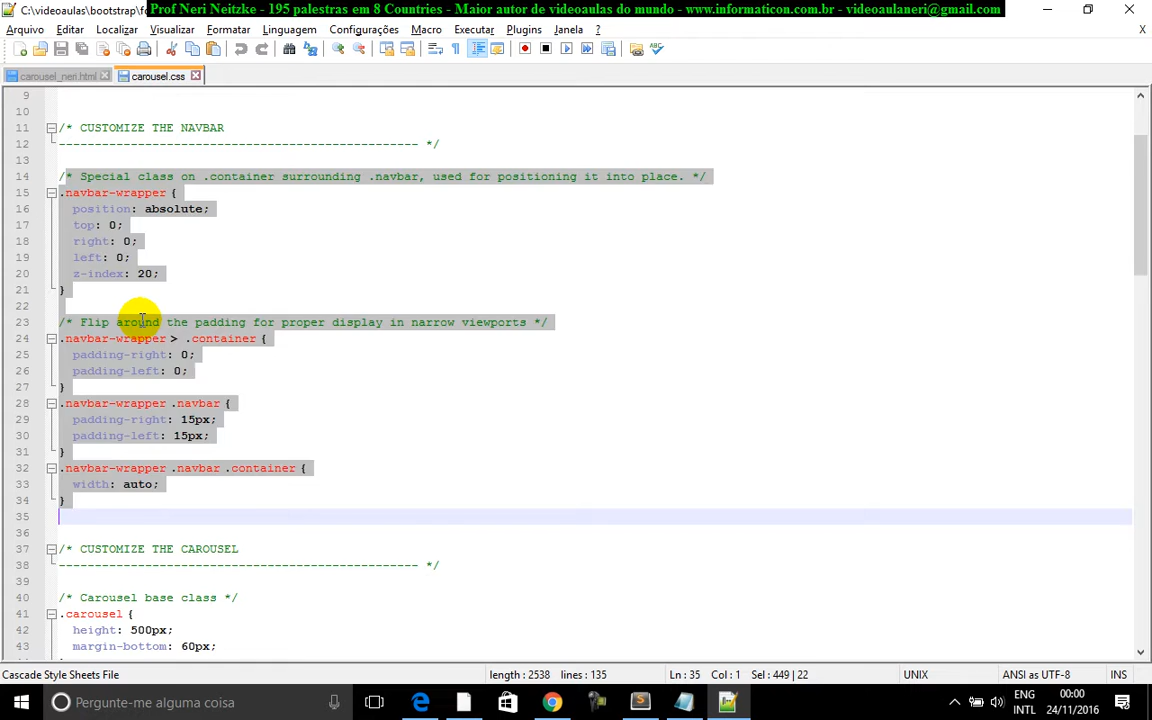 C:\videoaulas\bootstrap\fo
Prof Neri Neitzke - 195 palestras em 8 Countries - Maior autor de videoaulas do mundo - www.informaticon.com.br - videoaulaneri@gmail.com
Arquivo Editar Localizar Visualizar Formatar Linguagem Configurações Macro Executar Plugins Janela ? X
carousel_neri.html carousel.css
9
10
11 /* CUSTOMIZE THE NAVBAR
12 -------------------------------------------------- */
13
14 /* Special class on .container surrounding .navbar, used for positioning it into place. */
15 .navbar-wrapper {
16 position: absolute;
17 top: 0;
18 right: 0;
19 left: 0;
20 z-index: 20;
21 }
22
23 /* Flip around the padding for proper display in narrow viewports */
24 .navbar-wrapper > .container {
25 padding-right: 0;
26 padding-left: 0;
27 }
28 .navbar-wrapper .navbar {
29 padding-right: 15px;
30 padding-left: 15px;
31 }
32 .navbar-wrapper .navbar .container {
33 width: auto;
34 }
35
36
37 /* CUSTOMIZE THE CAROUSEL
38 -------------------------------------------------- */
39
40 /* Carousel base class */
41 .carousel {
42 height: 500px;
43 margin-bottom: 60px;
Cascade Style Sheets File length : 2538 lines : 135 Ln : 35 Col : 1 Sel : 449 | 22 UNIX ANSI as UTF-8 INS
Pergunte-me alguma coisa
ENG 00:00
INTL 24/11/2016